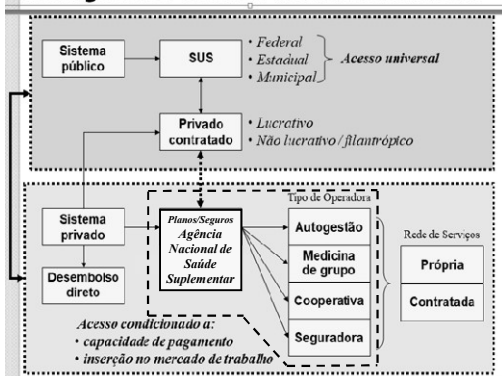 Sistema
público
SUS
• Federal
• Estadual
• Municipal
Acesso universal
Privado
contratado
• Lucrativo
• Não lucrativo / filantrópico
Sistema
privado
Desembolso
direto
Planos/Seguros
Agência
Nacional de
Saúde
Suplementar
Tipo de Operadora
Autogestão
Medicina
de grupo
Cooperativa
Seguradora
Rede de Serviços
Própria
Contratada
Acesso condicionado a:
• capacidade de pagamento
• inserção no mercado de trabalho